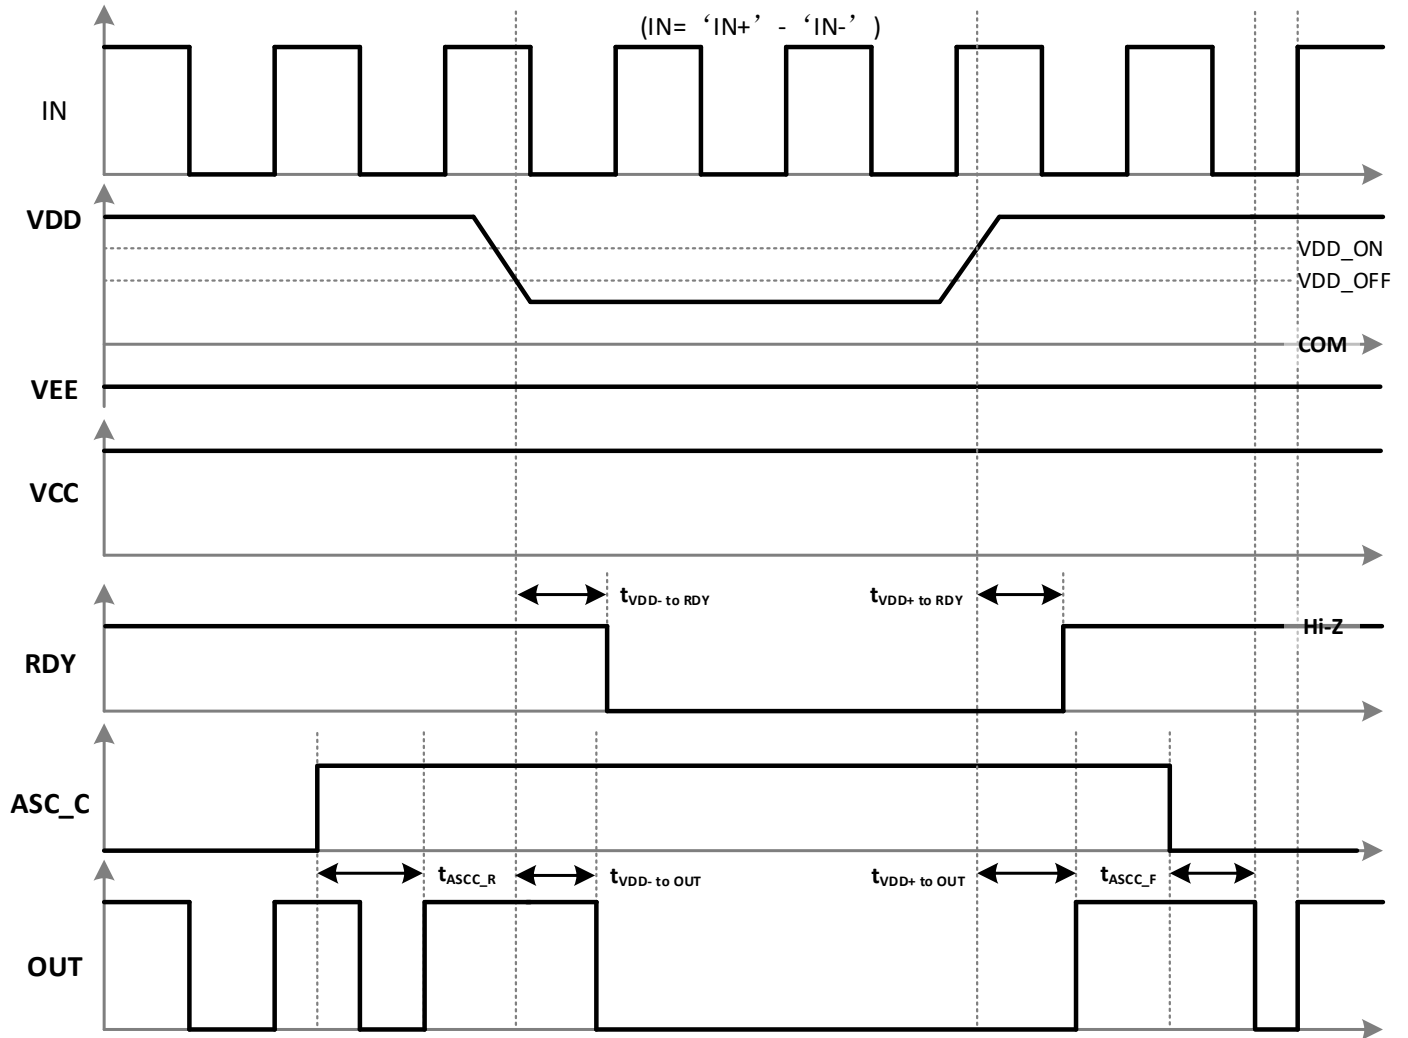 (IN= ‘IN+’ - ‘IN-’ )
IN
VDD
VDD_ON
VDD_OFF
COM
VEE
VCC
tVDD- to RDY
tVDD+ to RDY
Hi-Z
RDY
ASC_C
tASCC_R
tVDD- to OUT
tVDD+ to OUT
tASCC_F
OUT